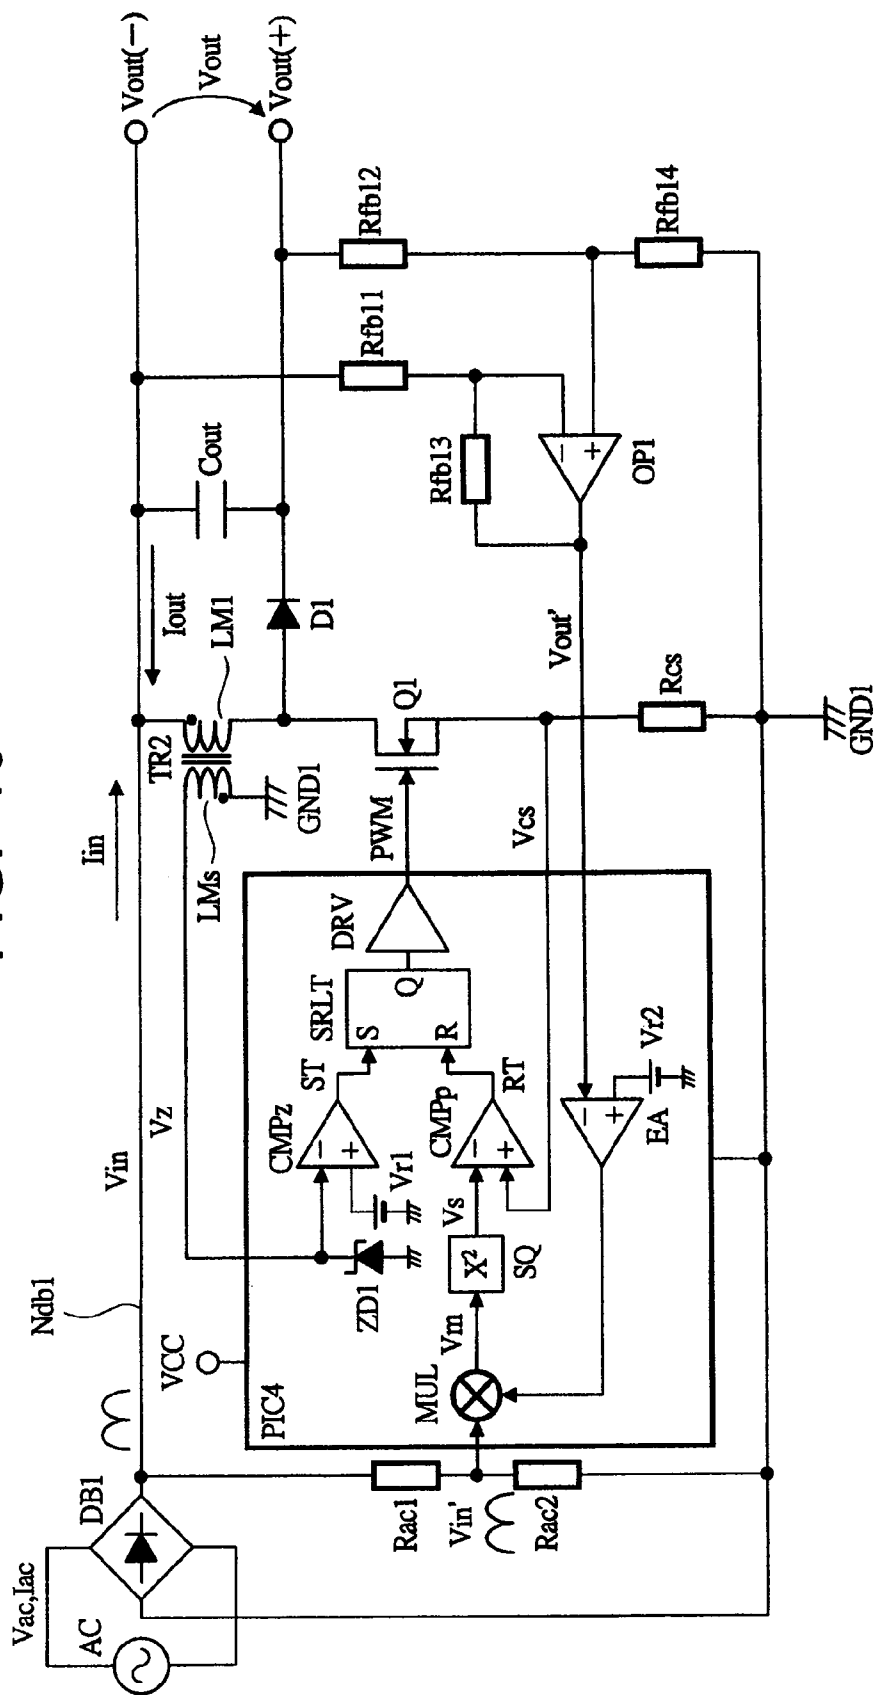 Vac,Iac
AC
DB1
Ndb1
Vin
Iin
Iout
Vout(−)
Vout
Vout(+)
VCC
Vz
LMs
TR2
LM1
GND1
Cout
D1
Rfb11
Rfb12
PIC4
ZD1
Vr1
CMPz
−
+
ST
SRLT
S
R
Q
DRV
PWM
Q1
Rac1
Vin'
Rac2
MUL
Vm
X²
SQ
Vs
CMPp
−
+
RT
Vcs
Rcs
Vout'
Rfb13
−
+
OP1
Rfb14
EA
−
+
Vr2
GND1